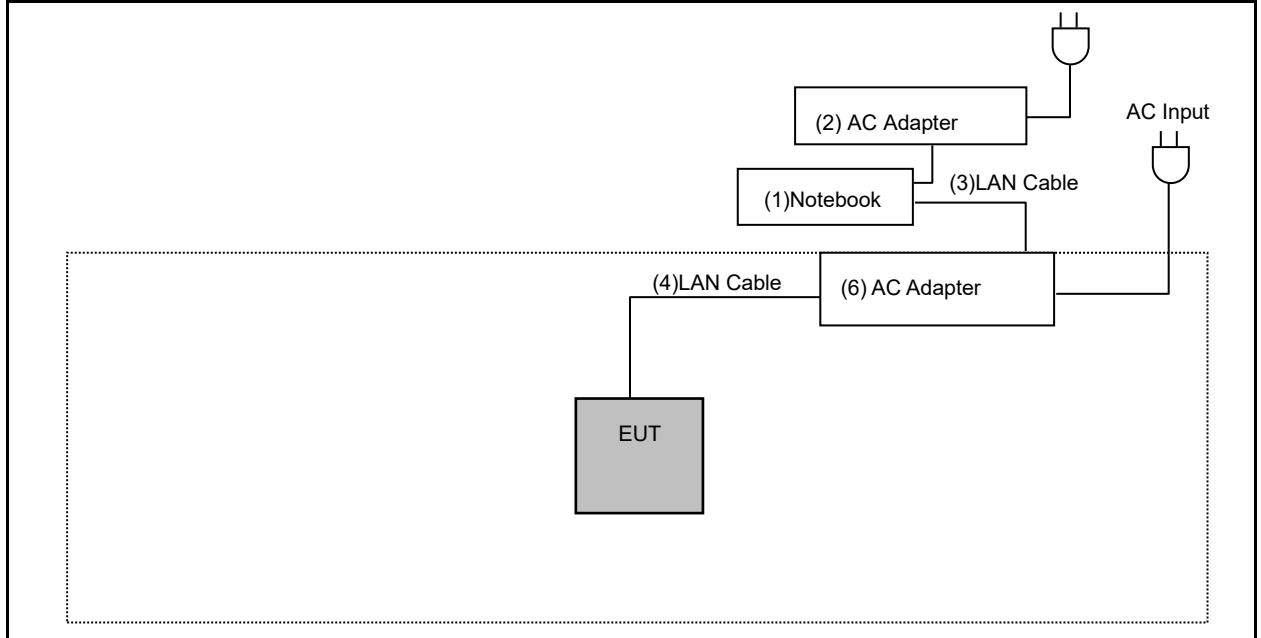 (2) AC Adapter
AC Input
(1)Notebook
(3)LAN Cable
(4)LAN Cable
(6) AC Adapter
EUT